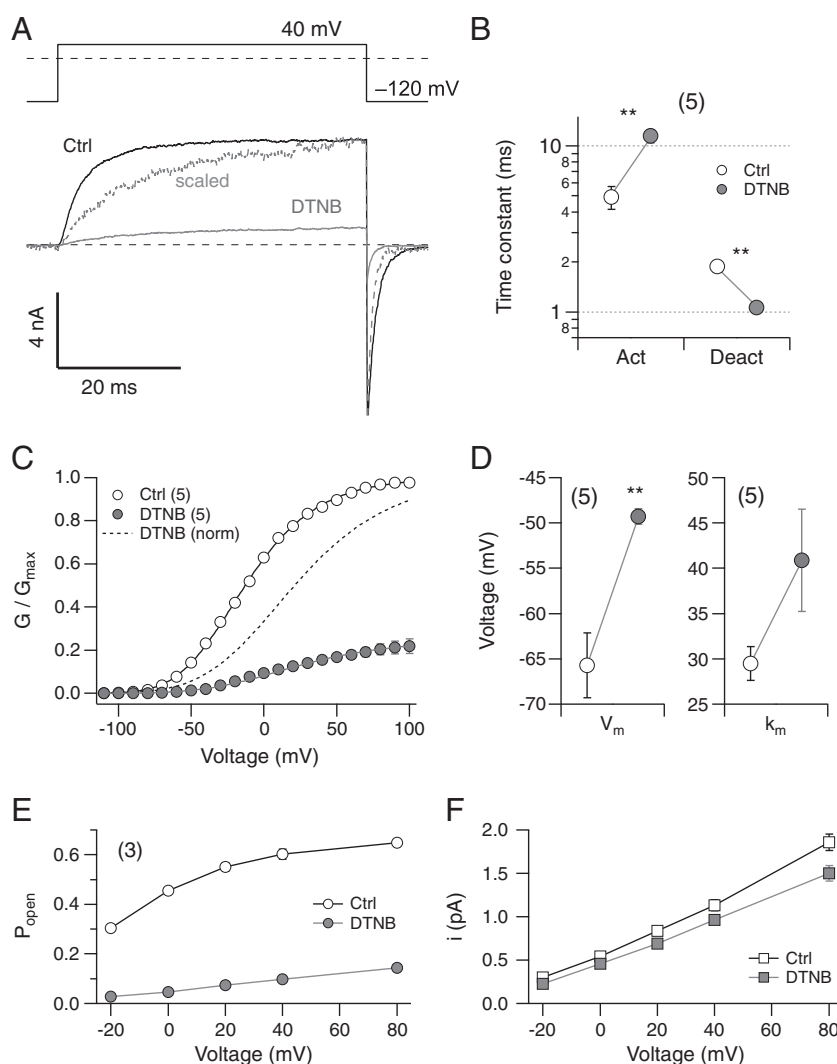 A
40 mV
–120 mV
Ctrl
scaled
DTNB
4 nA
20 ms
B
(5)
**
**
Time constant (ms)
10
8
6
4
2
1
8
Ctrl
DTNB
Act
Deact
C
G / Gmax
1.0
0.8
0.6
0.4
0.2
0.0
Ctrl (5)
DTNB (5)
DTNB (norm)
-100
-50
0
50
100
Voltage (mV)
D
Voltage (mV)
-45
-50
-55
-60
-65
-70
(5)
**
Vm
50
45
40
35
30
25
(5)
km
E
Popen
0.6
0.4
0.2
0.0
(3)
Ctrl
DTNB
-20
0
20
40
60
80
Voltage (mV)
F
i (pA)
2.0
1.5
1.0
0.5
0.0
Ctrl
DTNB
-20
0
20
40
60
80
Voltage (mV)